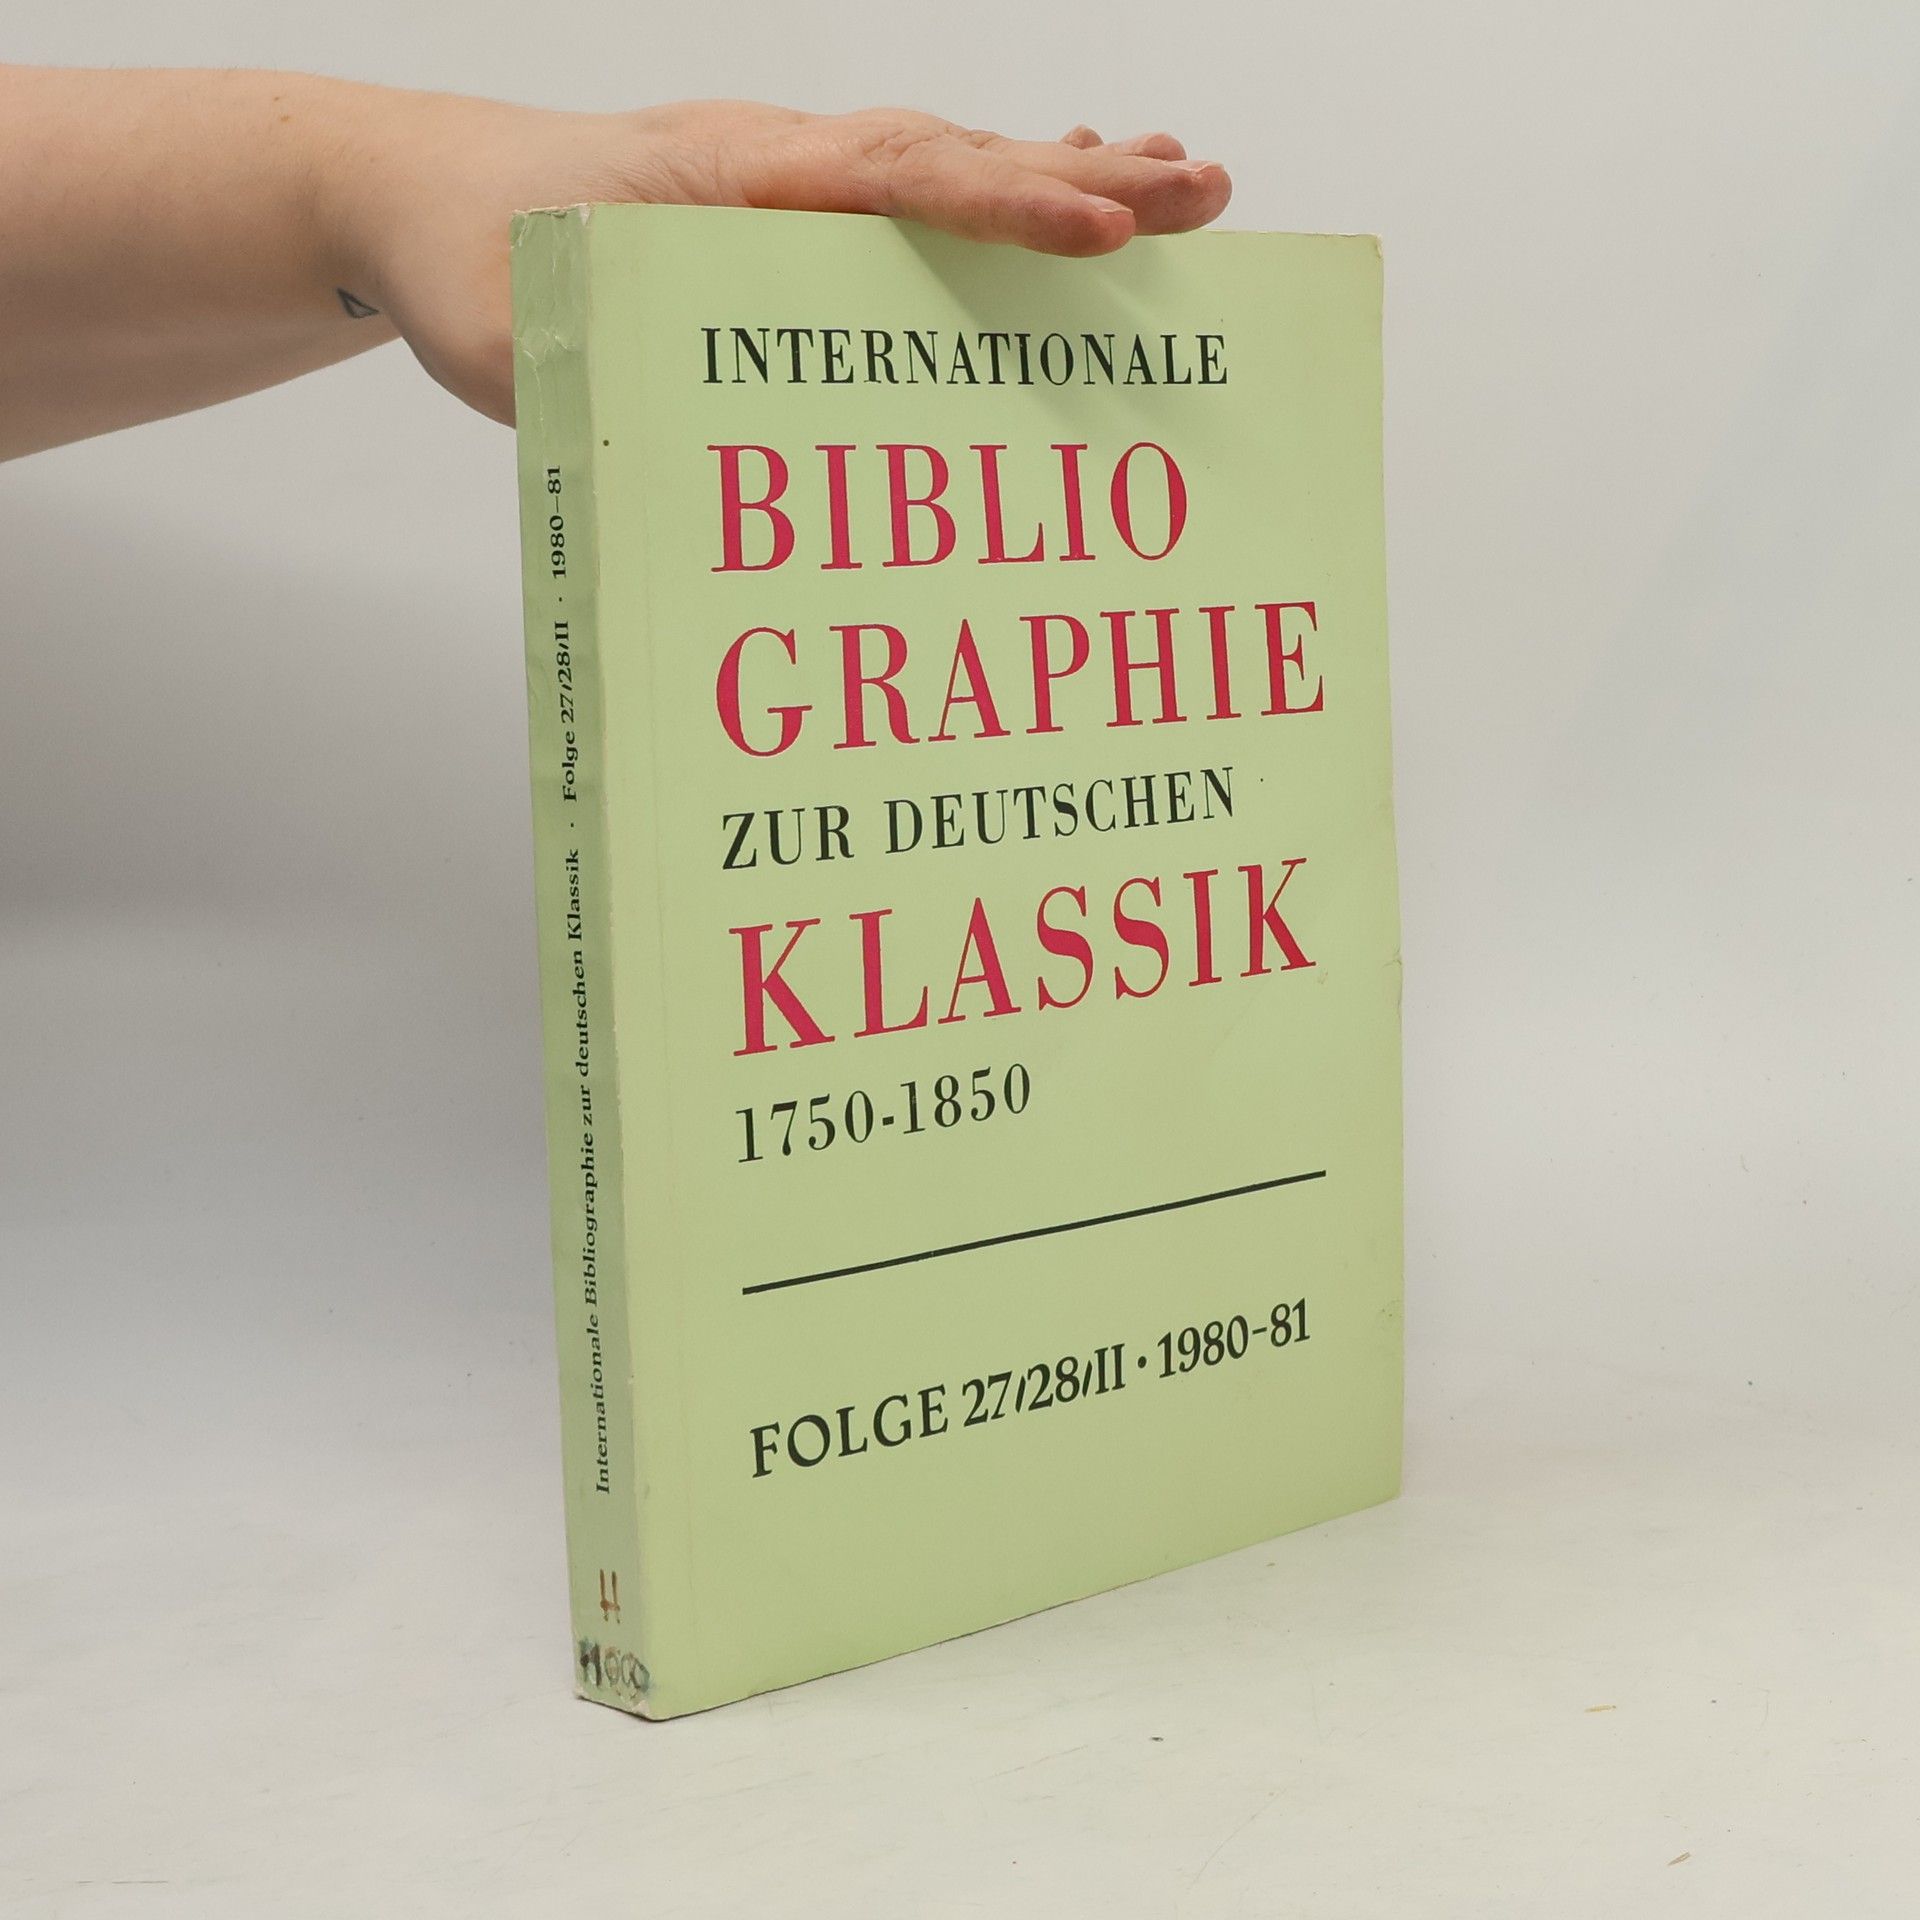 INTERNATIONALE
BIBLIO
GRAPHIE
ZUR DEUTSCHEN
KLASSIK
1750-1850
FOLGE 27/28/II • 1980-81
Internationale Bibliographie zur deutschen Klassik · Folge 27/28/II · 1980–81